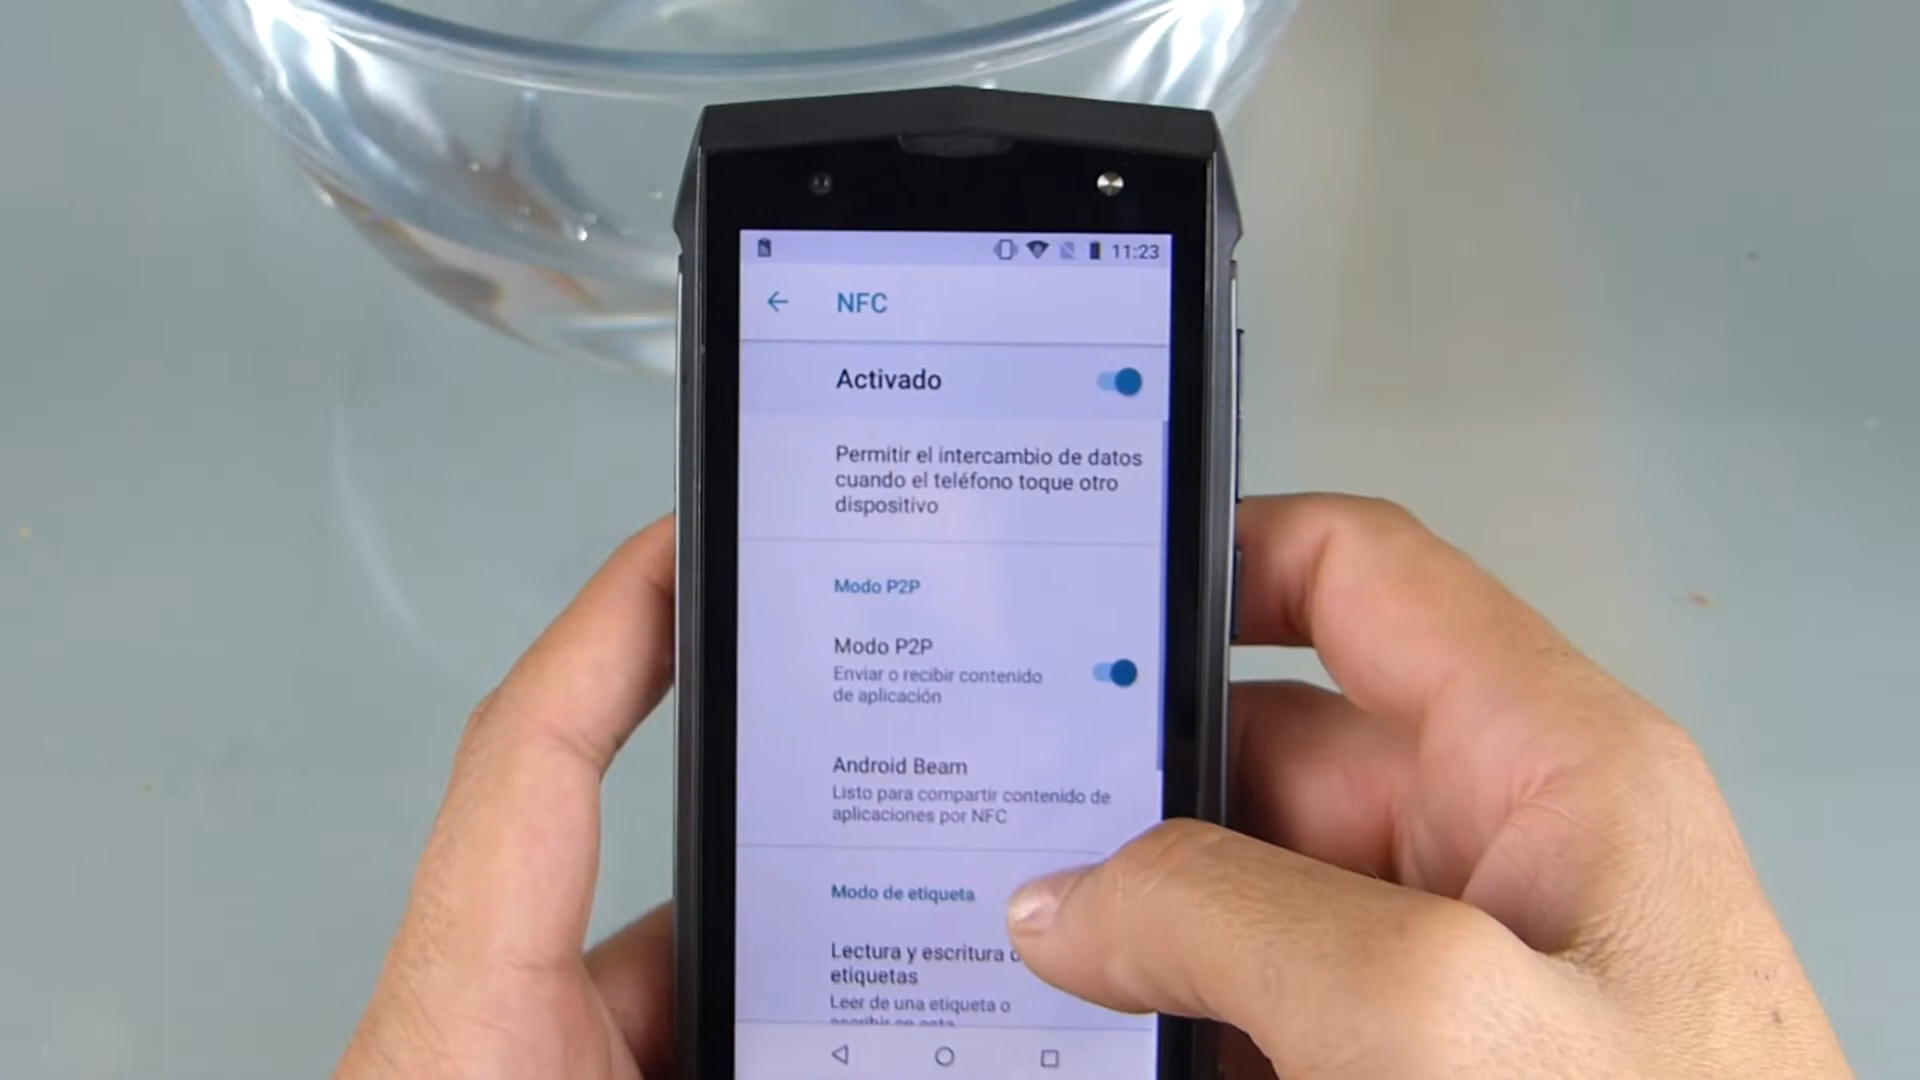 11:23
NFC
Activado
Permitir el intercambio de datos
cuando el teléfono toque otro
dispositivo
Modo P2P
Modo P2P
Enviar o recibir contenido
de aplicación
Android Beam
Listo para compartir contenido de
aplicaciones por NFC
Modo de etiqueta
Lectura y escritura
etiquetas
Leer de una etiqueta o